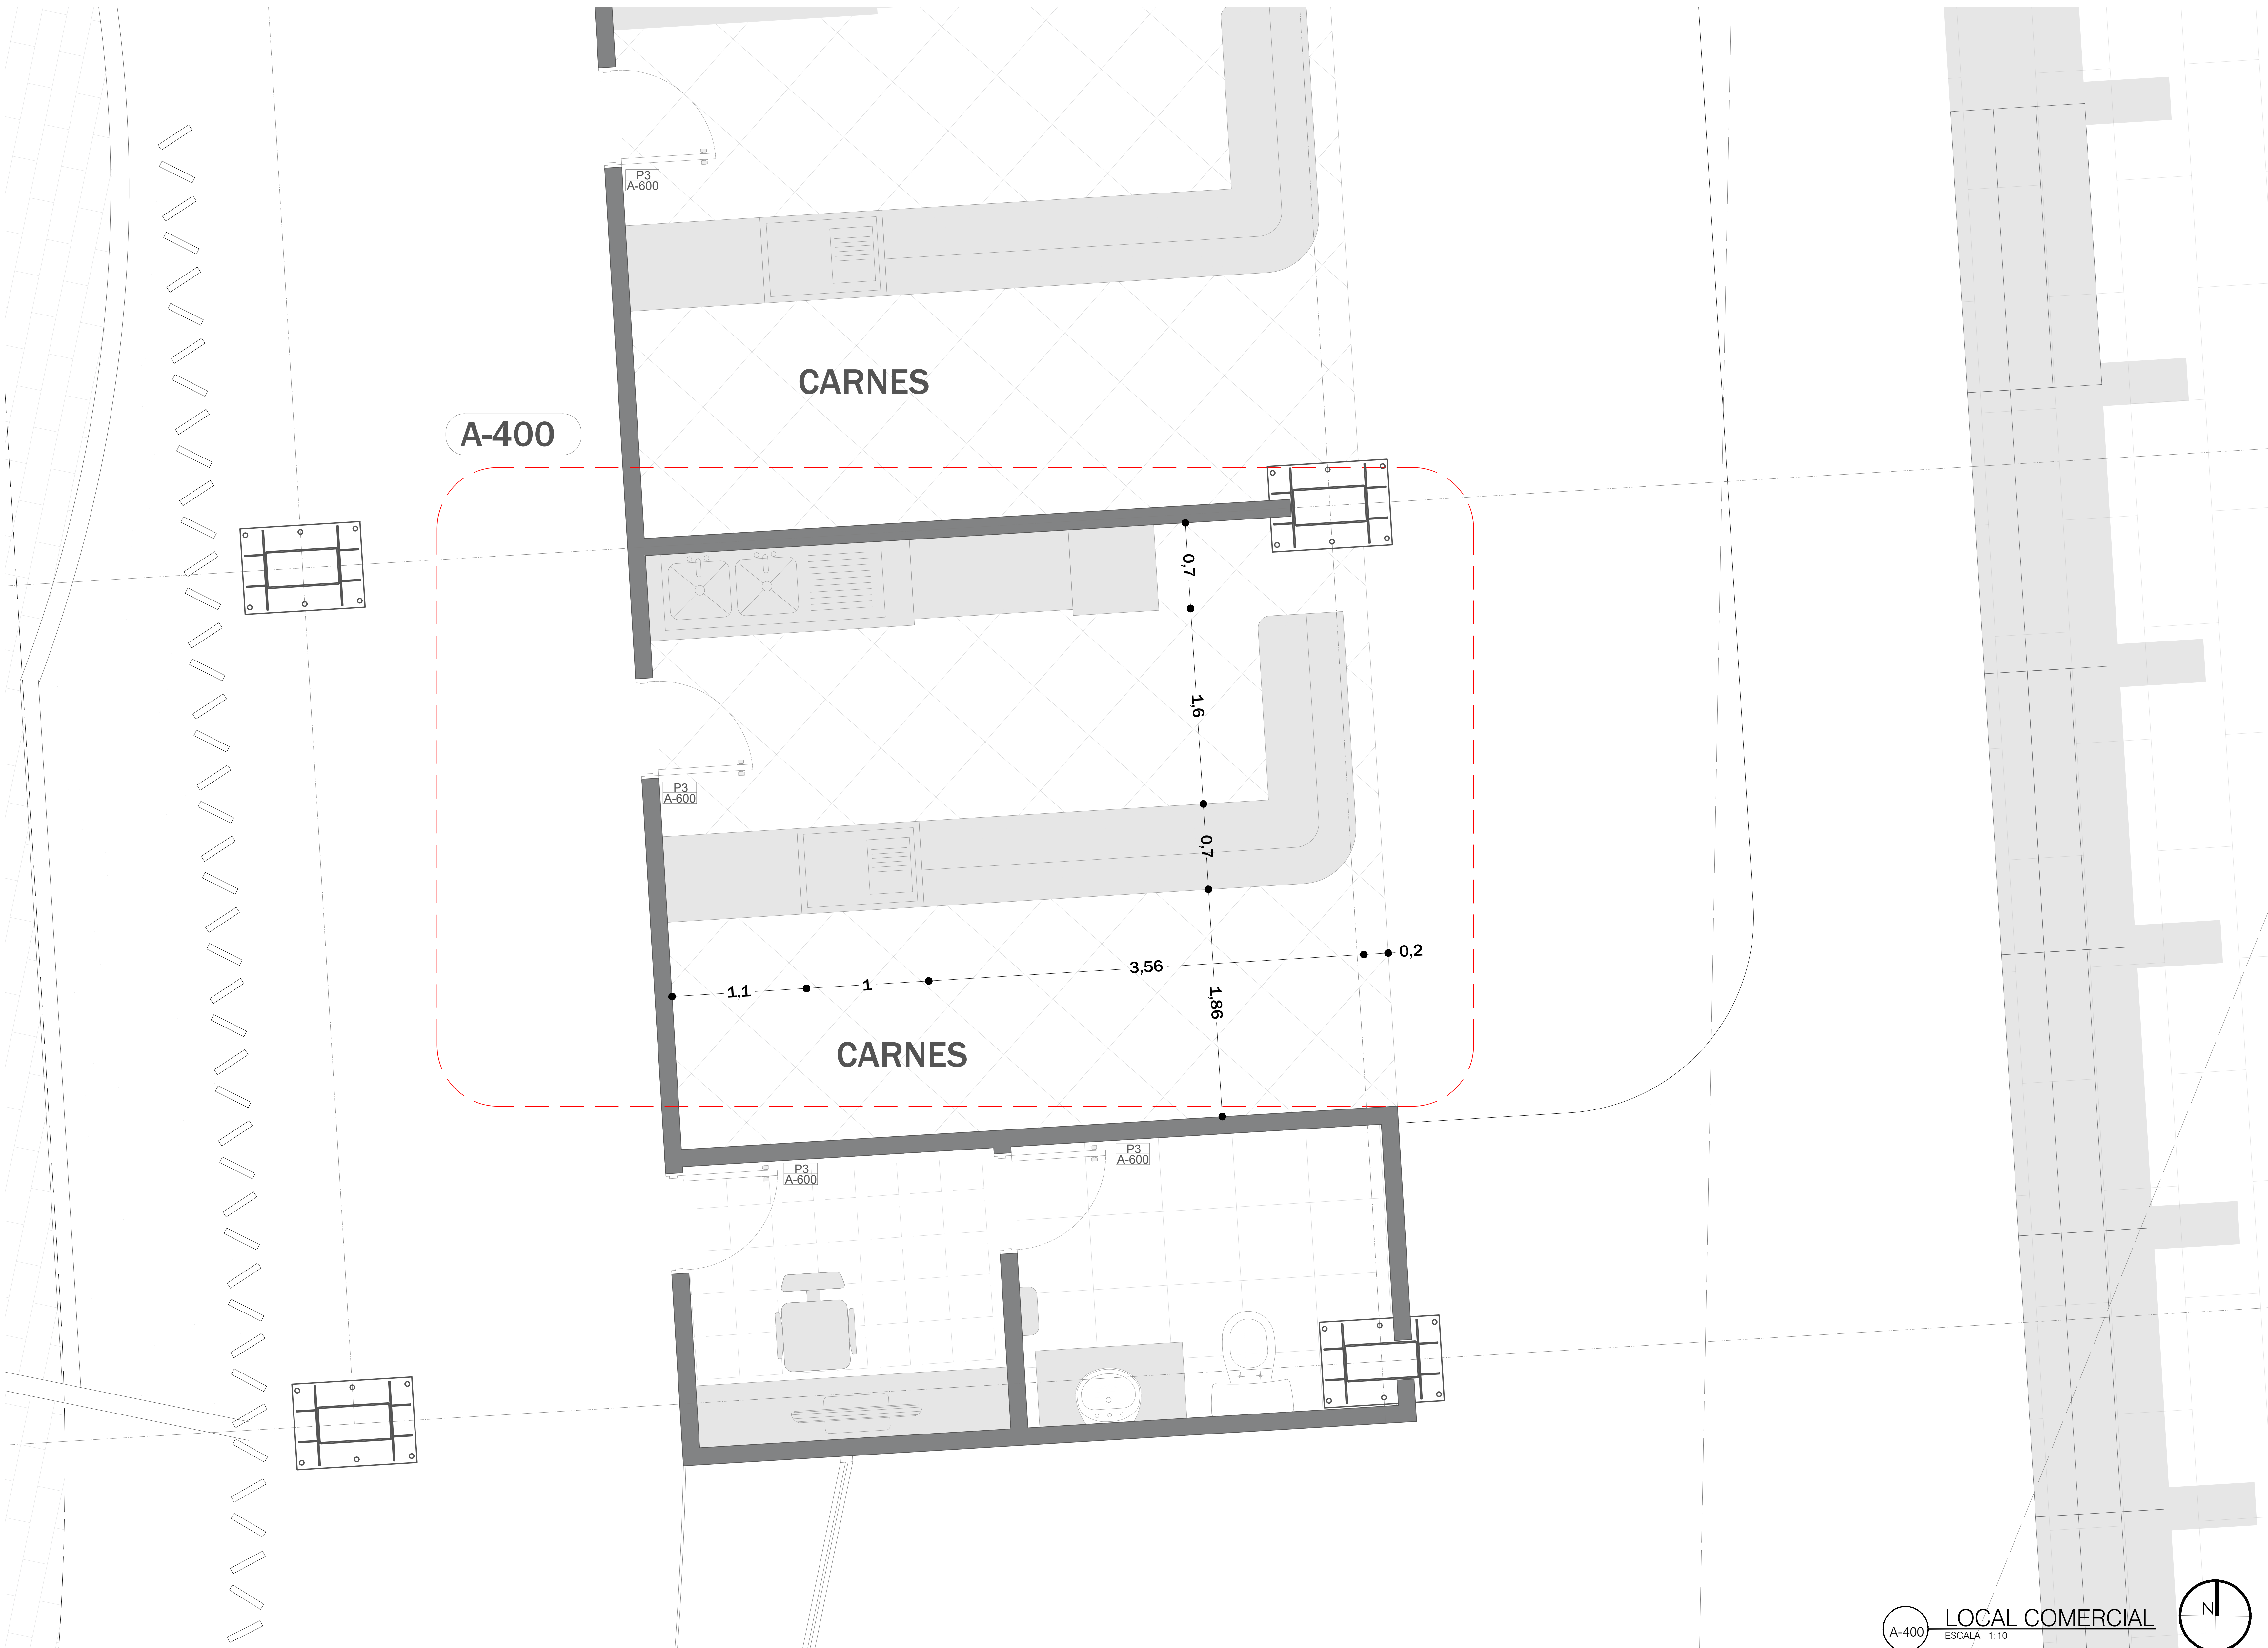 P3
A-600
CARNES
A-400
0,7
1,6
P3
A-600
0,7
1,1
1
3,56
0,2
1,86
CARNES
P3
A-600
P3
A-600
A-400
LOCAL COMERCIAL
ESCALA 1:10
N